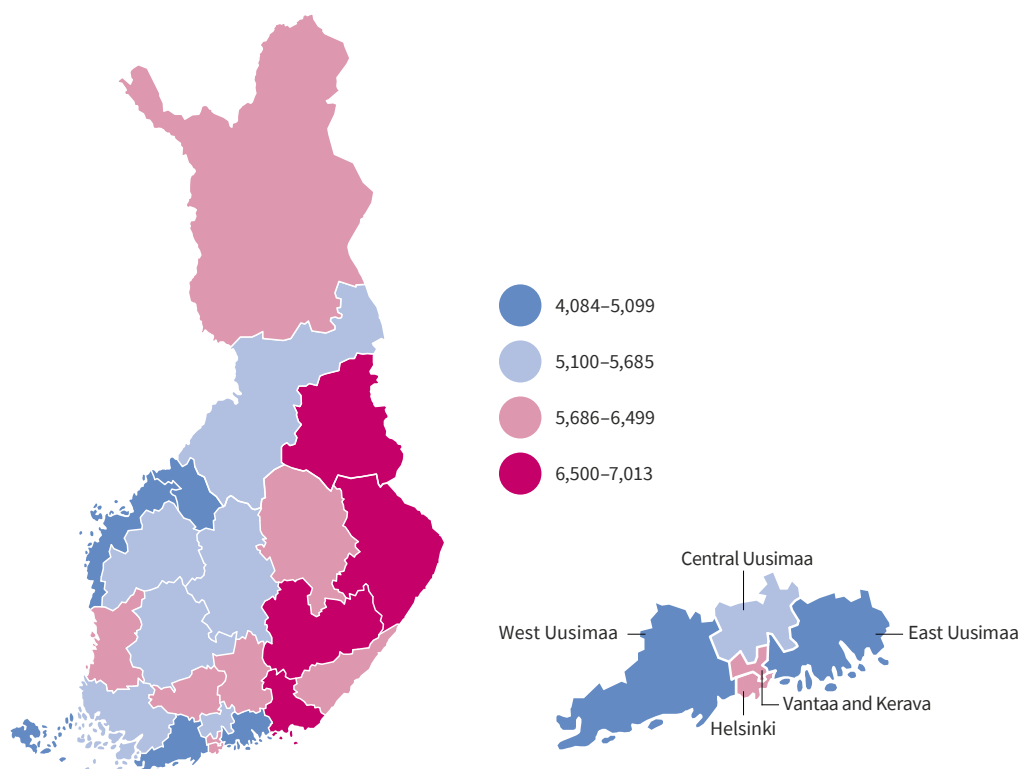 4,084–5,099
5,100–5,685
5,686–6,499
6,500–7,013
Central Uusimaa
West Uusimaa
East Uusimaa
Vantaa and Kerava
Helsinki